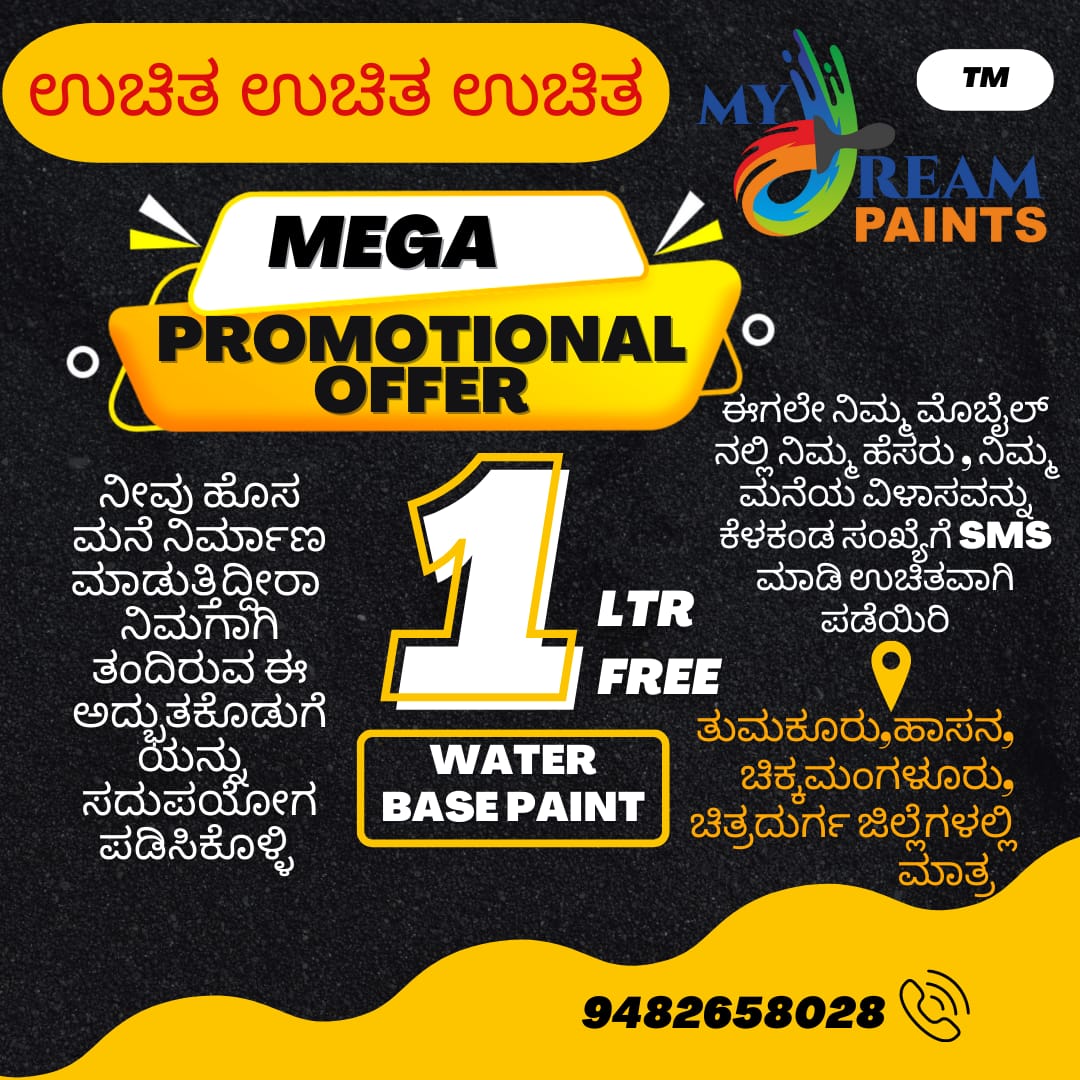 ಉಚಿತ ಉಚಿತ ಉಚಿತ
MY DREAM
PAINTS
TM
MEGA
PROMOTIONAL
OFFER
ನೀವು ಹೊಸ
ಮನೆ ನಿರ್ಮಾಣ
ಮಾಡುತ್ತಿದ್ದೀರಾ
ನಿಮಗಾಗಿ
ತಂದಿರುವ ಈ
ಅದ್ಭುತಕೊಡುಗೆ
ಯನ್ನು
ಸದುಪಯೋಗ
ಪಡಿಸಿಕೊಳ್ಳಿ
1
LTR
FREE
WATER
BASE PAINT
ಈಗಲೇ ನಿಮ್ಮ ಮೊಬೈಲ್
ನಲ್ಲಿ ನಿಮ್ಮ ಹೆಸರು , ನಿಮ್ಮ
ಮನೆಯ ವಿಳಾಸವನ್ನು
ಕೆಳಕಂಡ ಸಂಖ್ಯೆಗೆ SMS
ಮಾಡಿ ಉಚಿತವಾಗಿ
ಪಡೆಯಿರಿ
ತುಮಕೂರು,ಹಾಸನ,
ಚಿಕ್ಕಮಂಗಳೂರು,
ಚಿತ್ರದುರ್ಗ ಜಿಲ್ಲೆಗಳಲ್ಲಿ
ಮಾತ್ರ
9482658028